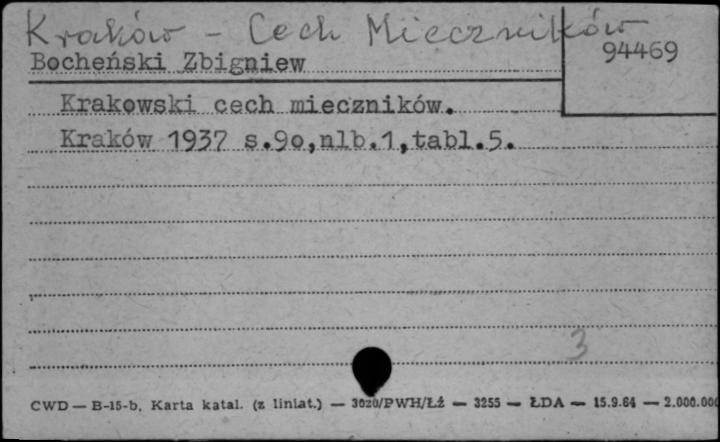 Kraków - Cech Mieczników
94469
Bocheński Zbigniew
Krakowski cech mieczników.
Kraków 1937 s.9o,nlb.1,tabl.5.
3
CWD — B-15-b. Karta katal. (z liniat.) — 3020/PWH/ŁŻ — 3255 — ŁDA — 15.9.64 — 2.000.000